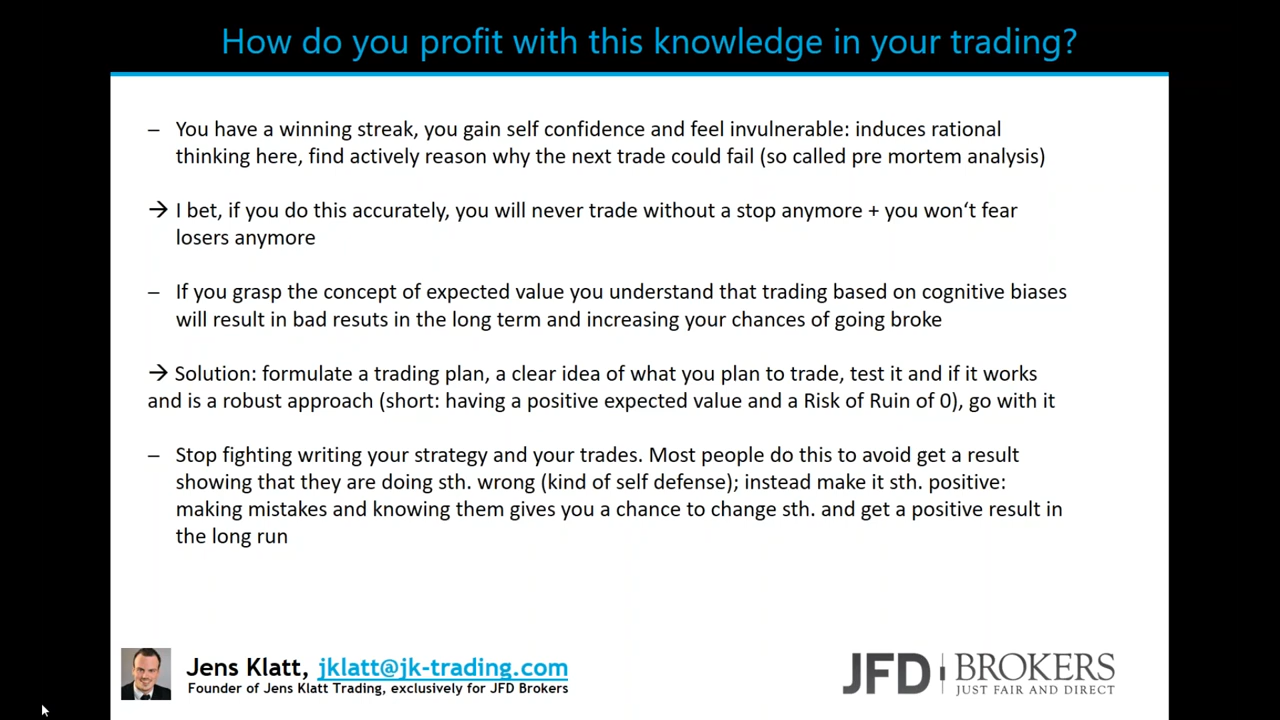 How do you profit with this knowledge in your trading?
– You have a winning streak, you gain self confidence and feel invulnerable: induces rational
thinking here, find actively reason why the next trade could fail (so called pre mortem analysis)
→ I bet, if you do this accurately, you will never trade without a stop anymore + you won‘t fear
losers anymore
– If you grasp the concept of expected value you understand that trading based on cognitive biases
will result in bad resuts in the long term and increasing your chances of going broke
→ Solution: formulate a trading plan, a clear idea of what you plan to trade, test it and if it works
and is a robust approach (short: having a positive expected value and a Risk of Ruin of 0), go with it
– Stop fighting writing your strategy and your trades. Most people do this to avoid get a result
showing that they are doing sth. wrong (kind of self defense); instead make it sth. positive:
making mistakes and knowing them gives you a chance to change sth. and get a positive result in
the long run
Jens Klatt, jklatt@jk-trading.com
Founder of Jens Klatt Trading, exclusively for JFD Brokers
JFD BROKERS
JUST FAIR AND DIRECT